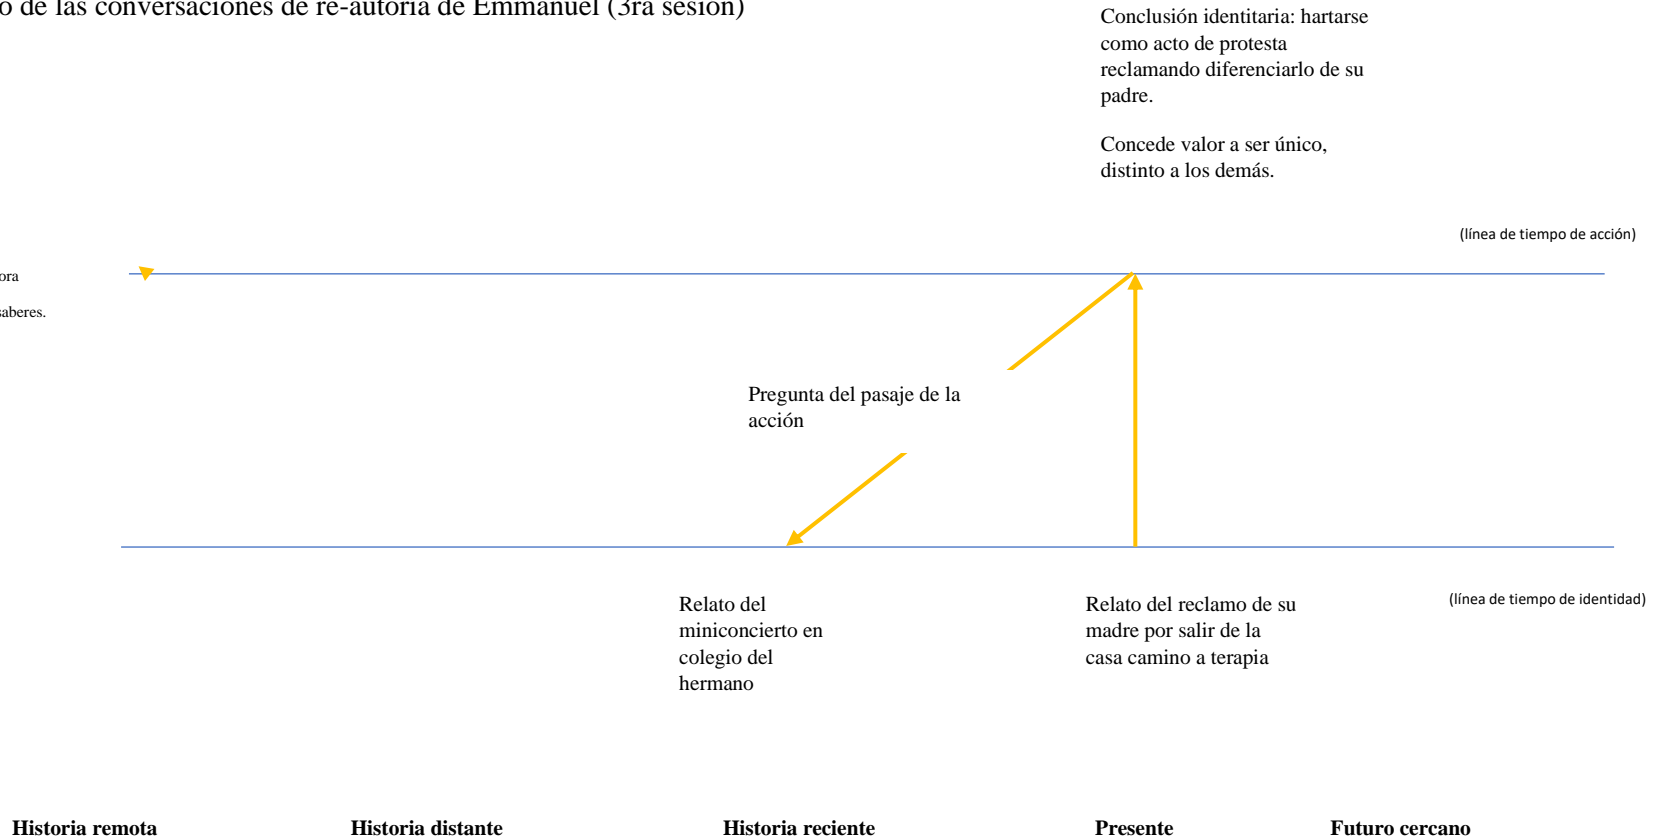 de las conversaciones de re-autoría de Emmanuel (3ra sesión)
Conclusión identitaria: hartarse
como acto de protesta
reclamando diferenciarlo de su
padre.
Concede valor a ser único,
distinto a los demás.
(línea de tiempo de acción)
saberes.
Pregunta del pasaje de la
acción
Relato del
miniconcierto en
colegio del
hermano
Relato del reclamo de su
madre por salir de la
casa camino a terapia
(línea de tiempo de identidad)
Historia remota
Historia distante
Historia reciente
Presente
Futuro cercano